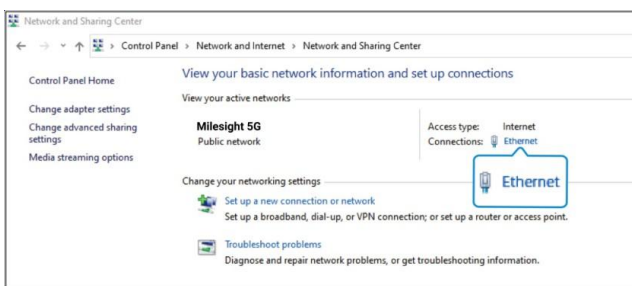 Network and Sharing Center
Control Panel > Network and Internet > Network and Sharing Center
Control Panel Home
Change adapter settings
Change advanced sharing
settings
Media streaming options
View your basic network information and set up connections
View your active networks
Milesight 5G
Public network
Access type: Internet
Connections: Ethernet
Ethernet
Change your networking settings
Set up a new connection or network
Set up a broadband, dial-up, or VPN connection; or set up a router or access point.
Troubleshoot problems
Diagnose and repair network problems, or get troubleshooting information.